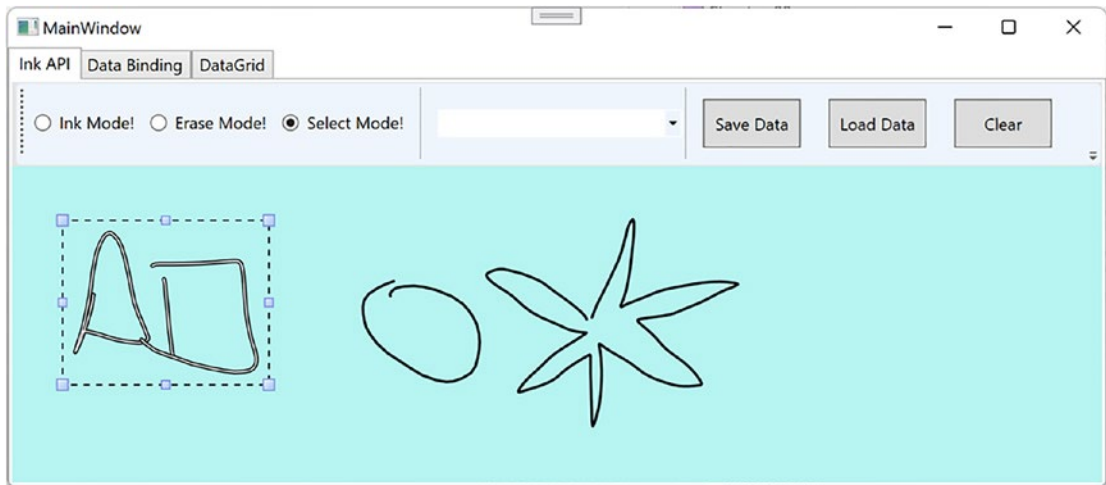 MainWindow
Ink API Data Binding DataGrid
Ink Mode! Erase Mode! Select Mode! Save Data Load Data Clear